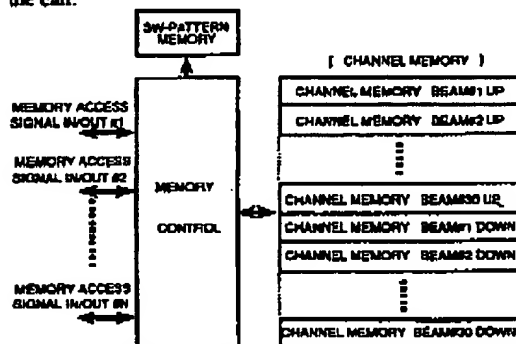 the call.
SW-PATTERN
MEMORY
[ CHANNEL MEMORY ]
CHANNEL MEMORY BEAM#1 UP
CHANNEL MEMORY BEAM#2 UP
CHANNEL MEMORY BEAM#30 UP
CHANNEL MEMORY BEAM#1 DOWN
CHANNEL MEMORY BEAM#2 DOWN
CHANNEL MEMORY BEAM#30 DOWN
MEMORY ACCESS
SIGNAL IN/OUT #1
MEMORY ACCESS
SIGNAL IN/OUT #2
MEMORY ACCESS
SIGNAL IN/OUT #N
MEMORY
CONTROL